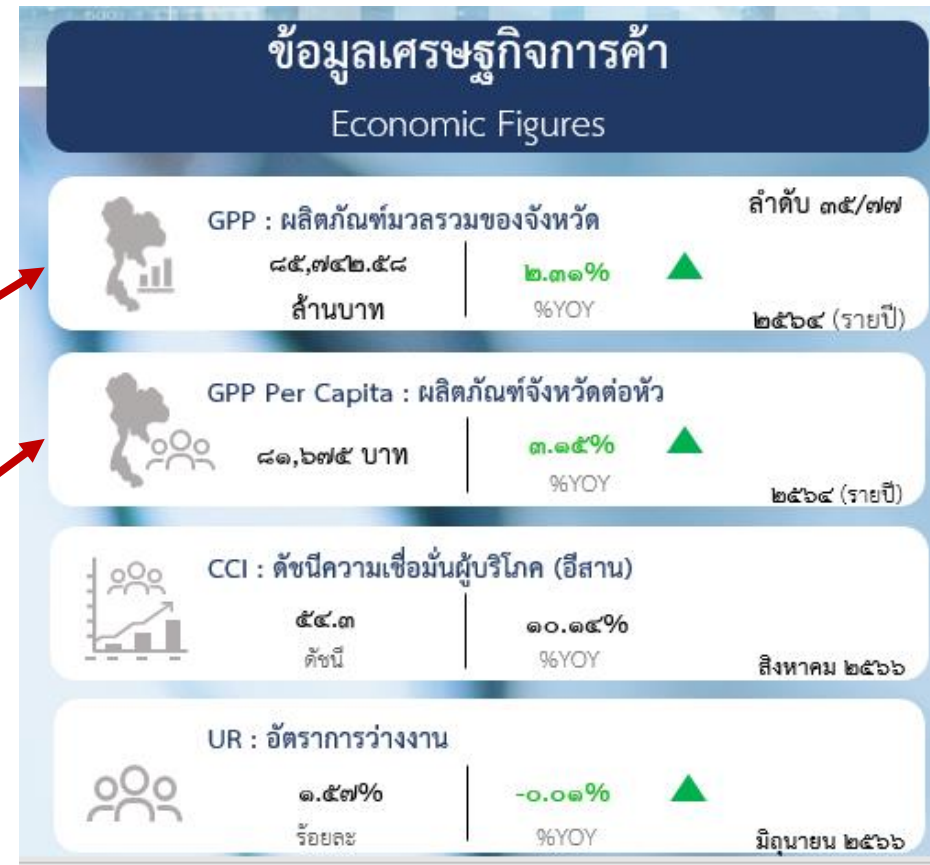 ข้อมูลเศรษฐกิจการค้า
Economic Figures
GPP : ผลิตภัณฑ์มวลรวมของจังหวัด
ลำดับ ๓๕/๗๗
๘๕,๗๔๒.๕๘
ล้านบาท
๒.๓๑%
%YOY
๒๕๖๔ (รายปี)
GPP Per Capita : ผลิตภัณฑ์จังหวัดต่อหัว
๘๑,๖๗๕ บาท
๓.๑๕%
%YOY
๒๕๖๔ (รายปี)
CCI : ดัชนีความเชื่อมั่นผู้บริโภค (อีสาน)
๕๔.๓
ดัชนี
๑๐.๑๔%
%YOY
สิงหาคม ๒๕๖๖
UR : อัตราการว่างงาน
๑.๕๗%
ร้อยละ
-๐.๐๑%
%YOY
มิถุนายน ๒๕๖๖